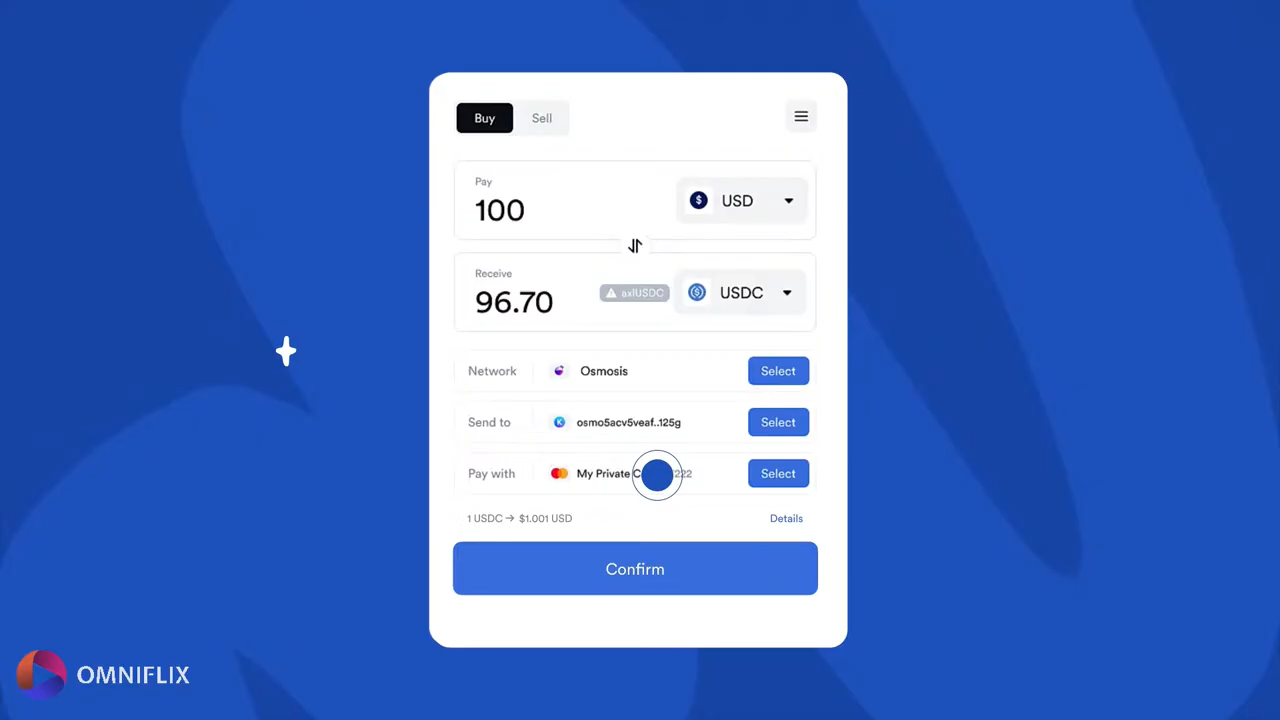 Buy Sell
Pay
100
USD
Receive
96.70
axlUSDC
USDC
Network Osmosis Select
Send to osmo5acv5veaf..125g Select
Pay with My Private 222 Select
1 USDC → $1.001 USD Details
Confirm
OMNIFLIX